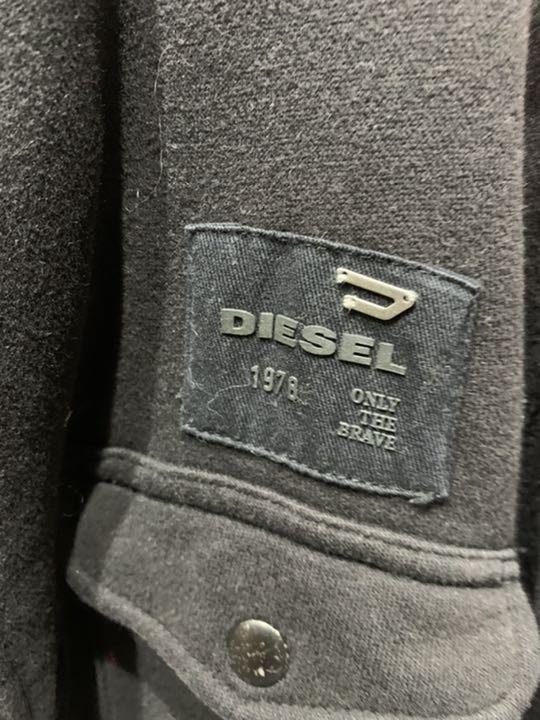 DIESEL
1978
ONLY
THE
BRAVE